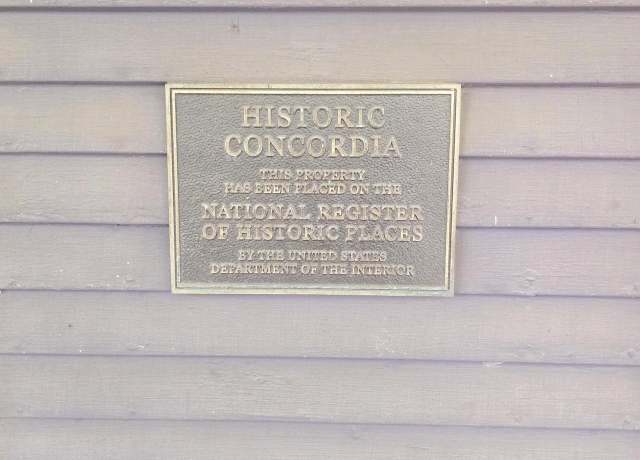 HISTORIC
CONCORDIA
THIS PROPERTY
HAS BEEN PLACED ON THE
NATIONAL REGISTER
OF HISTORIC PLACES
BY THE UNITED STATES
DEPARTMENT OF THE INTERIOR